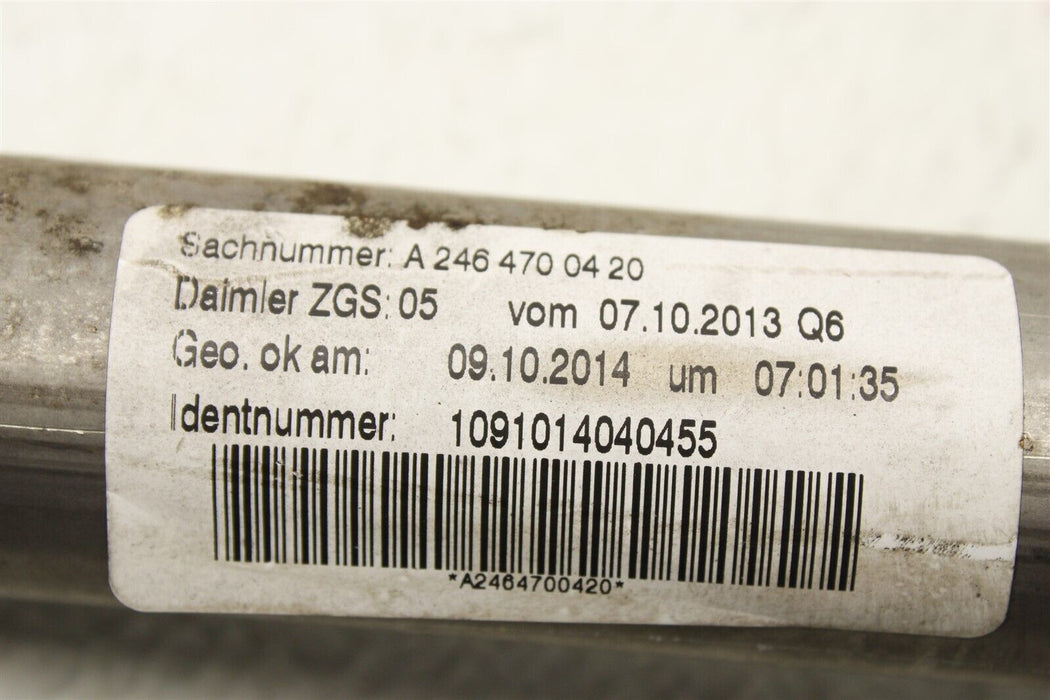 Sachnummer: A 246 470 04 20
Daimler ZGS: 05 vom 07.10.2013 Q6
Geo. ok am: 09.10.2014 um 07:01:35
Identnummer: 1091014040455
*A2464700420*